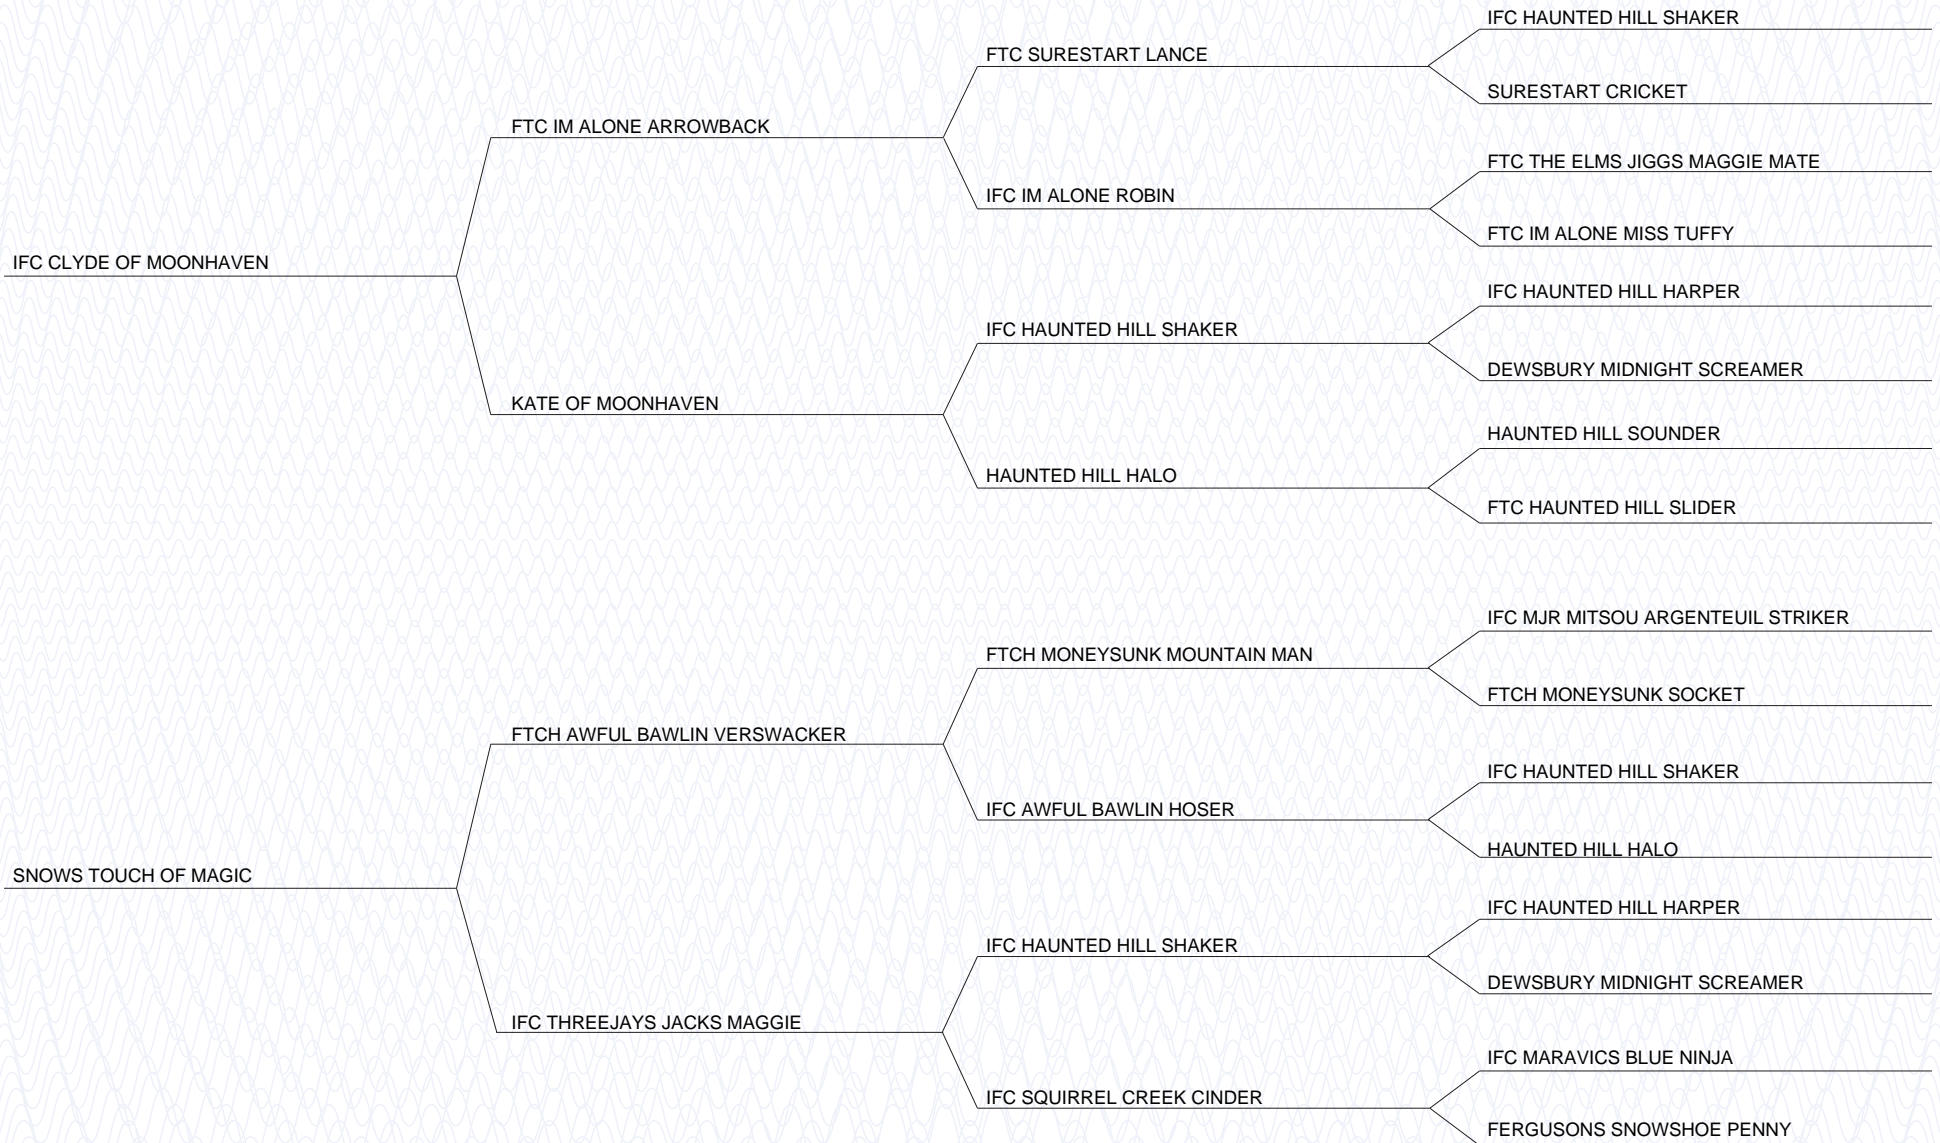 IFC HAUNTED HILL SHAKER
FTC SURESTART LANCE
SURESTART CRICKET
FTC IM ALONE ARROWBACK
FTC THE ELMS JIGGS MAGGIE MATE
IFC IM ALONE ROBIN
FTC IM ALONE MISS TUFFY
IFC CLYDE OF MOONHAVEN
IFC HAUNTED HILL HARPER
IFC HAUNTED HILL SHAKER
DEWSBURY MIDNIGHT SCREAMER
KATE OF MOONHAVEN
HAUNTED HILL SOUNDER
HAUNTED HILL HALO
FTC HAUNTED HILL SLIDER
IFC MJR MITSOU ARGENTEUIL STRIKER
FTCH MONEYSUNK MOUNTAIN MAN
FTCH MONEYSUNK SOCKET
FTCH AWFUL BAWLIN VERSWACKER
IFC HAUNTED HILL SHAKER
IFC AWFUL BAWLIN HOSER
HAUNTED HILL HALO
SNOWS TOUCH OF MAGIC
IFC HAUNTED HILL HARPER
IFC HAUNTED HILL SHAKER
DEWSBURY MIDNIGHT SCREAMER
IFC THREEJAYS JACKS MAGGIE
IFC MARAVICS BLUE NINJA
IFC SQUIRREL CREEK CINDER
FERGUSONS SNOWSHOE PENNY